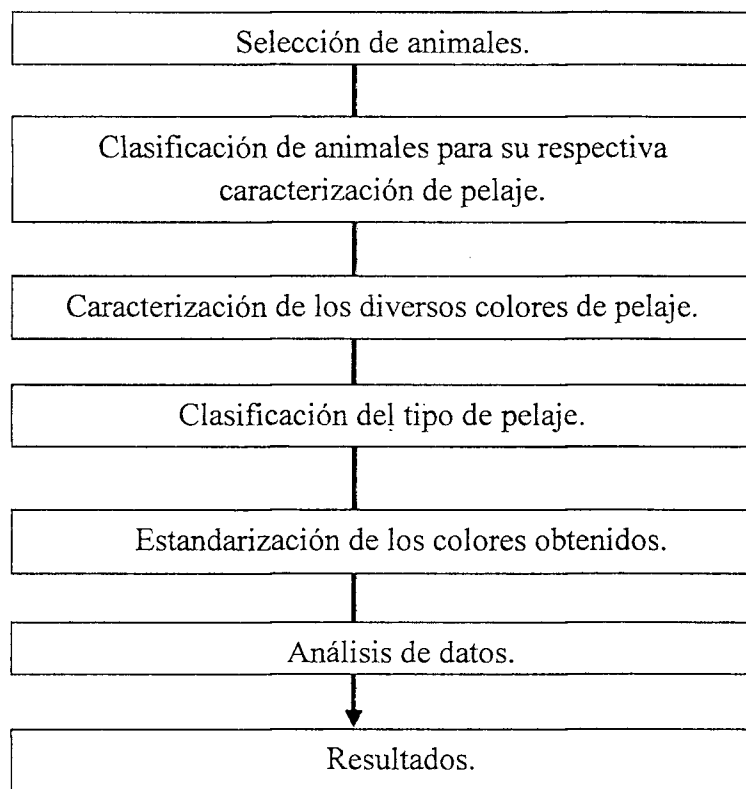 Selección de animales.
Clasificación de animales para su respectiva
caracterización de pelaje.
Caracterización de los diversos colores de pelaje.
Clasificación del tipo de pelaje.
Estandarización de los colores obtenidos.
Análisis de datos.
Resultados.